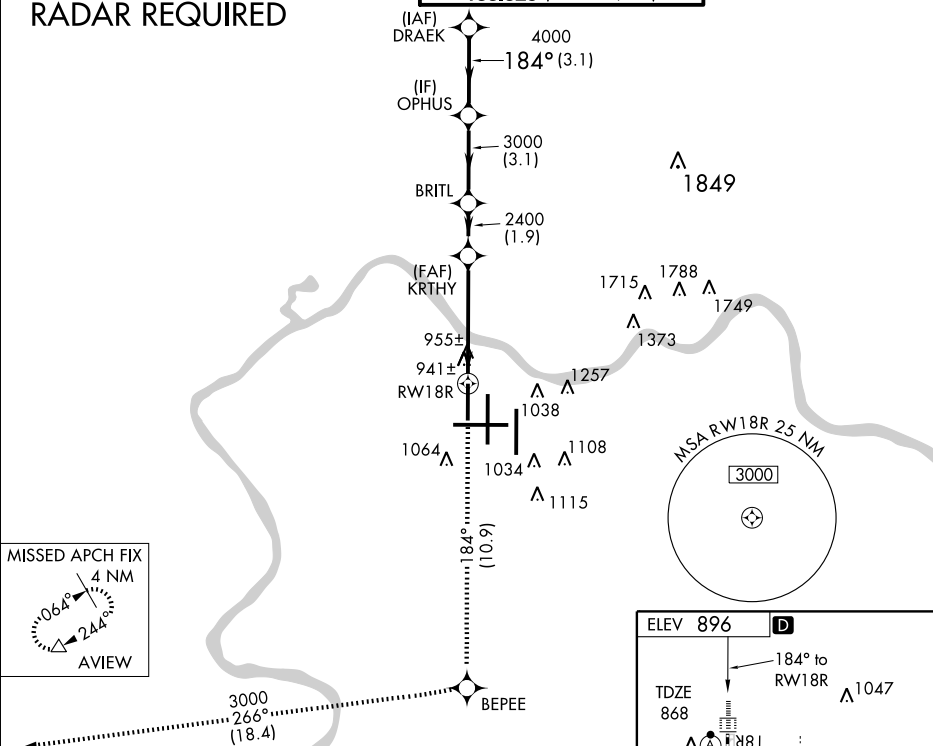 RADAR REQUIRED
(IAF)
DRAEK
4000
184° (3.1)
(IF)
OPHUS
3000
(3.1)
1849
BRITL
2400
(1.9)
(FAF)
KRTHY
1715
1788
1749
1373
955±
941±
RW18R
1257
1038
1064
1034
1108
1115
MSA RW18R 25 NM
3000
184°
(10.9)
MISSED APCH FIX
4 NM
064°
244°
AVIEW
ELEV 896
D
184° to
RW18R
TDZE
868
1047
A
18R
BEPEE
3000
266°
(18.4)